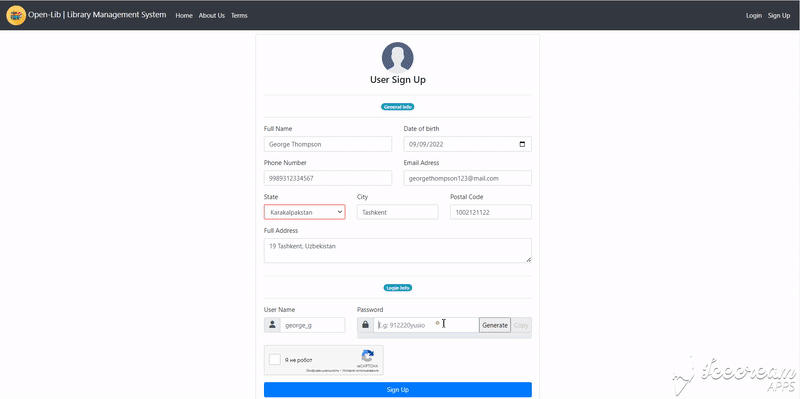 Open-Lib | Library Management System Home About Us Terms Login Sign Up
User Sign Up
General Info
Full Name Date of birth
George Thompson 09/09/2022
Phone Number Email Adress
9989312334567 georgethompson123@mail.com
State City Postal Code
Karakalpakstan Tashkent 1002121122
Full Address
19 Tashkent, Uzbekistan
Login Info
User Name Password
george_g E.g: 912220yusio Generate Copy
Я не робот
reCAPTCHA
Конфиденциальность - Условия использования
Sign Up
Icecream
APPS